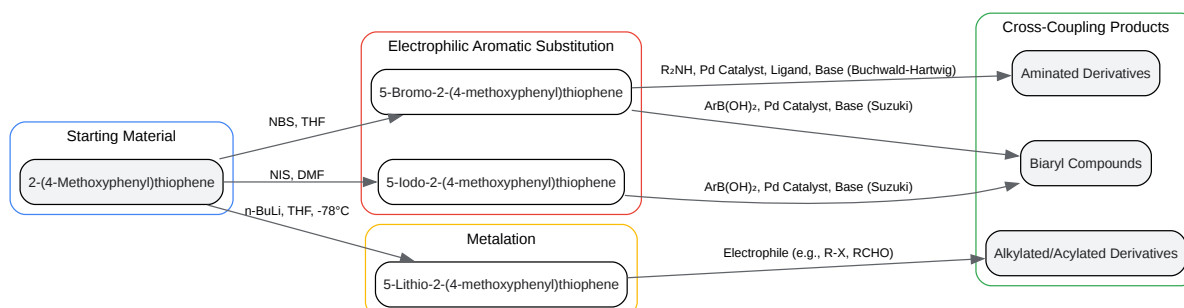 Cross-Coupling Products
Electrophilic Aromatic Substitution
R₂NH, Pd Catalyst, Ligand, Base (Buchwald-Hartwig)
Aminated Derivatives
5-Bromo-2-(4-methoxyphenyl)thiophene
ArB(OH)₂, Pd Catalyst, Base (Suzuki)
NBS, THF
Starting Material
Biaryl Compounds
2-(4-Methoxyphenyl)thiophene
NIS, DMF
5-Iodo-2-(4-methoxyphenyl)thiophene
ArB(OH)₂, Pd Catalyst, Base (Suzuki)
n-BuLi, THF, -78°C
Metalation
Electrophile (e.g., R-X, RCHO)
Alkylated/Acylated Derivatives
5-Lithio-2-(4-methoxyphenyl)thiophene